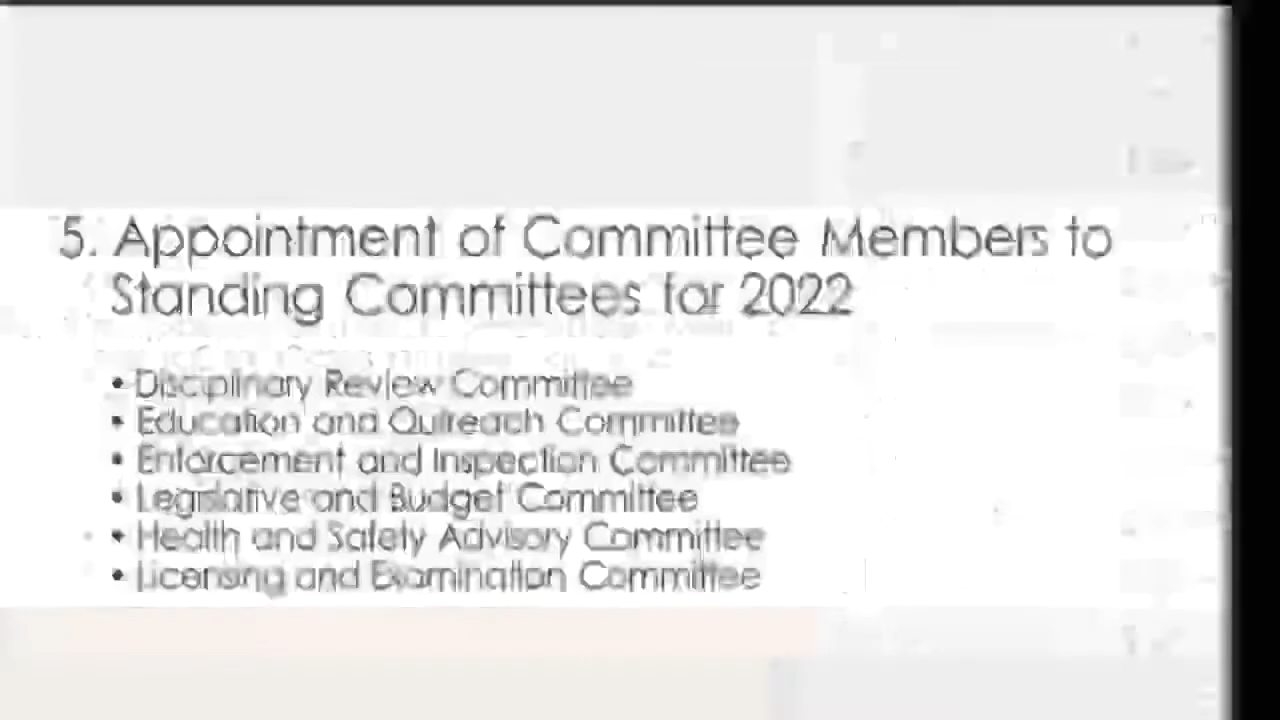 5. Appointment of Committee Members to
Standing Committees for 2022
• Disciplinary Review Committee
• Education and Outreach Committee
• Enforcement and Inspection Committee
• Legislative and Budget Committee
• Health and Safety Advisory Committee
• Licensing and Examination Committee